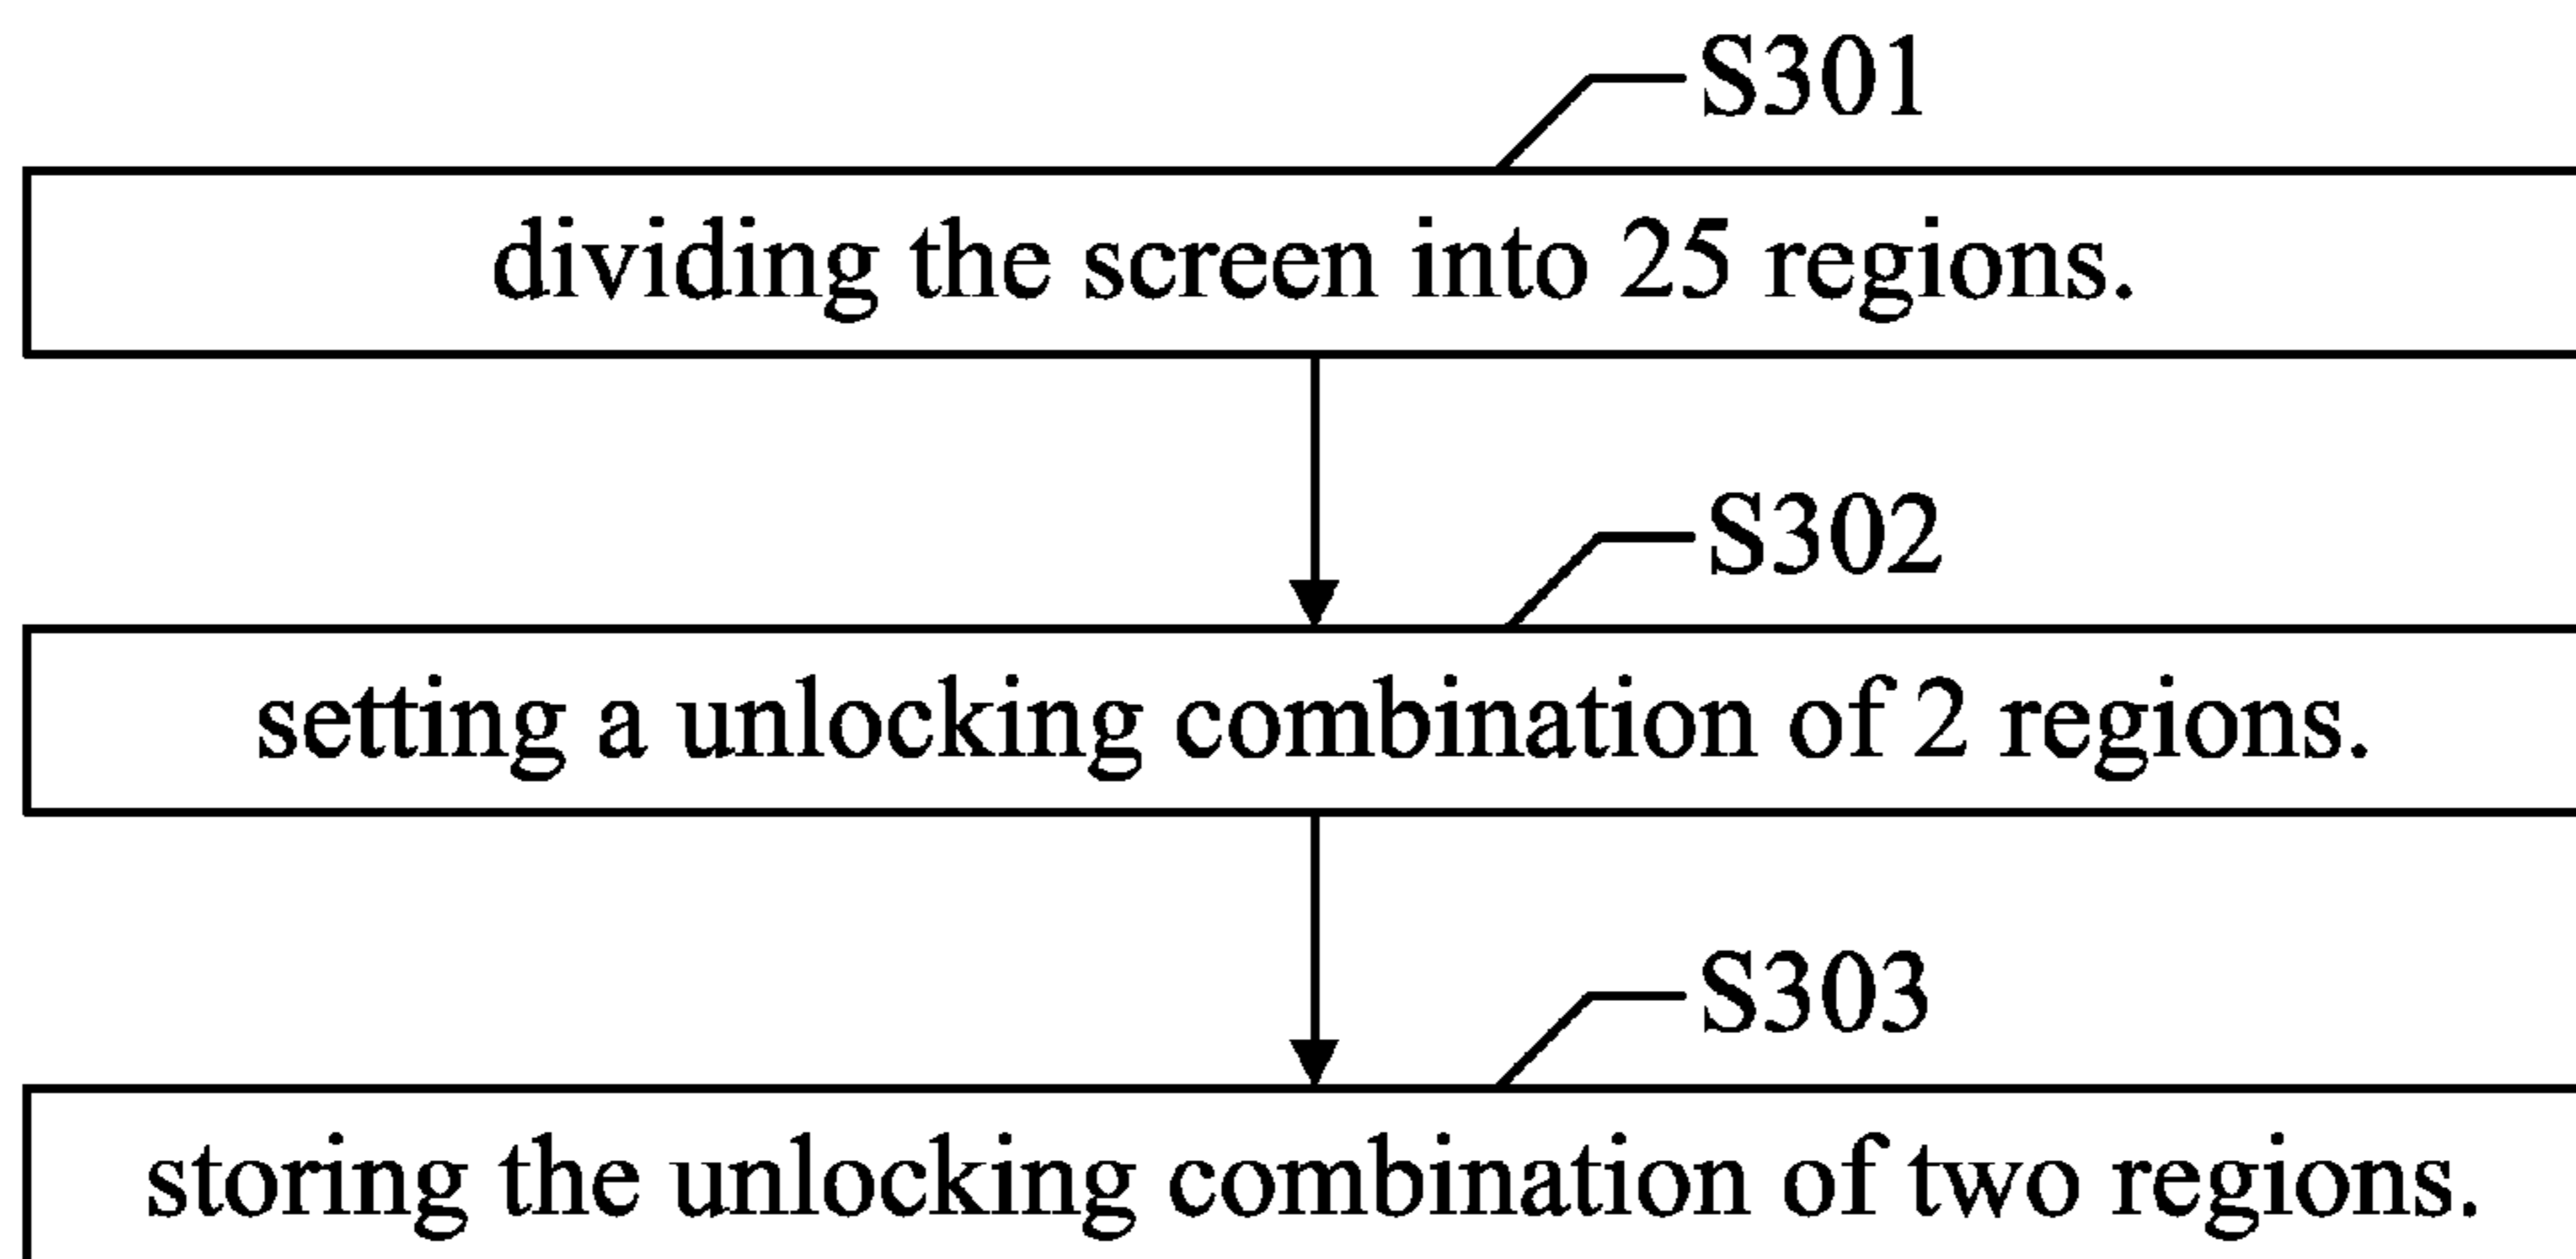 S301
dividing the screen into 25 regions.
S302
setting a unlocking combination of 2 regions.
S303
storing the unlocking combination of two regions.